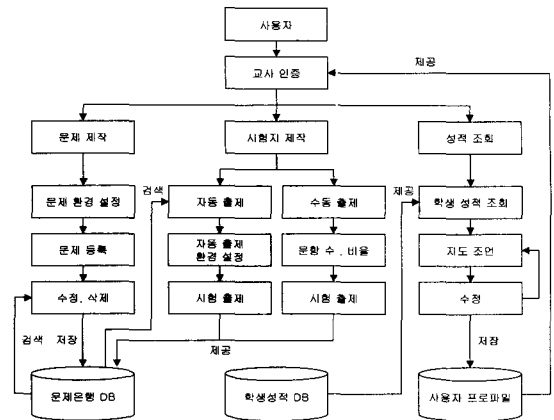 사용자
제공
교사 인증
문제 제작
시험지 제작
성적 조회
검색
제공
문제 환경 설정
자동 출제
수동 출제
학생 성적 조회
문제 등록
자동 출제
환경 설정
문항 수 , 비율
지도 조언
수정, 삭제
시험 출제
시험 출제
수정
검색
저장
제공
저장
문제은행 DB
학생성적 DB
사용자 프로파일